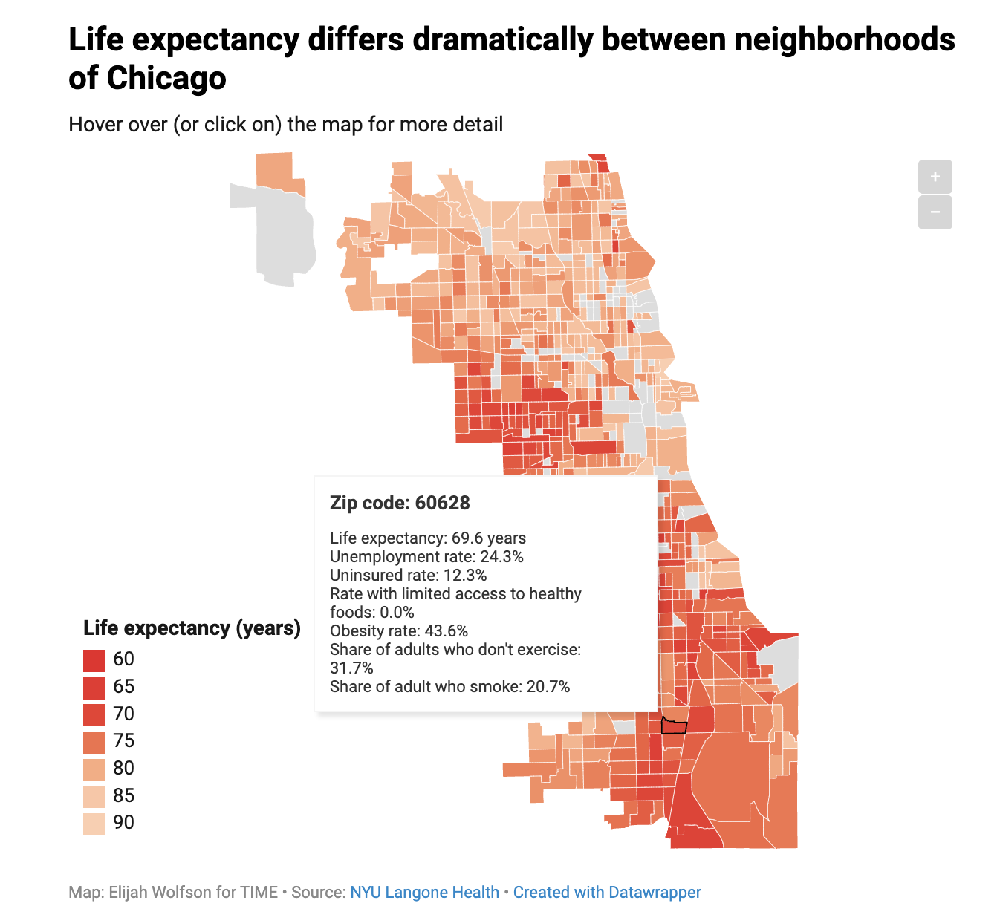 Life expectancy differs dramatically between neighborhoods
of Chicago
Hover over (or click on) the map for more detail
+
−
Zip code: 60628
Life expectancy: 69.6 years
Unemployment rate: 24.3%
Uninsured rate: 12.3%
Rate with limited access to healthy
foods: 0.0%
Obesity rate: 43.6%
Share of adults who don't exercise:
31.7%
Share of adult who smoke: 20.7%
Life expectancy (years)
60
65
70
75
80
85
90
Map: Elijah Wolfson for TIME • Source: NYU Langone Health • Created with Datawrapper